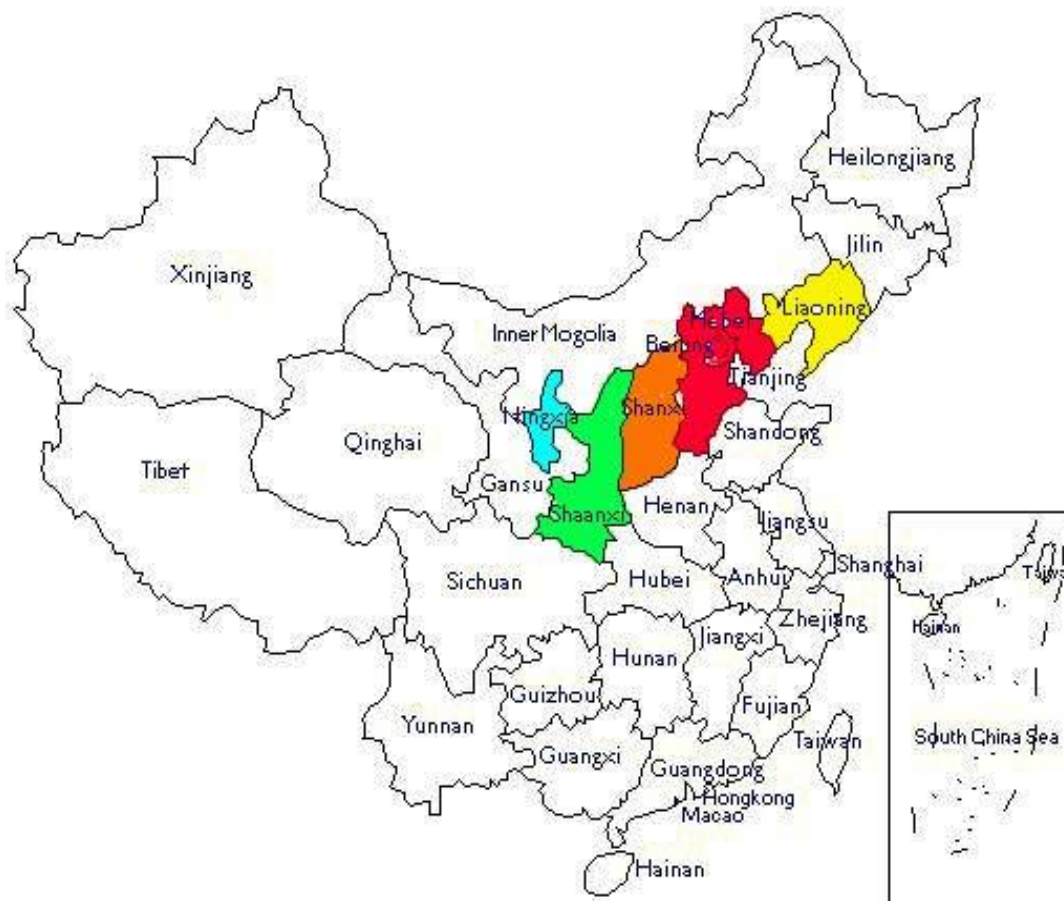 Heilongjiang
Jilin
Xinjiang
Liaoning
Hebei
Inner Mogolia
Beijing
Tianjing
Ningxia
Shanxi
Shandong
Qinghai
Tibet
Gansu
Henan
Shaanxi
Jiangsu
Shanghai
Sichuan
Hubei
Anhui
Taiwa
Zhejiang
Hainan
Jiangxi
Hunan
Guizhou
Fujian
Yunnan
Taiwan
South China Sea
Guangxi
Guangdong
Hongkong
Macao
Hainan